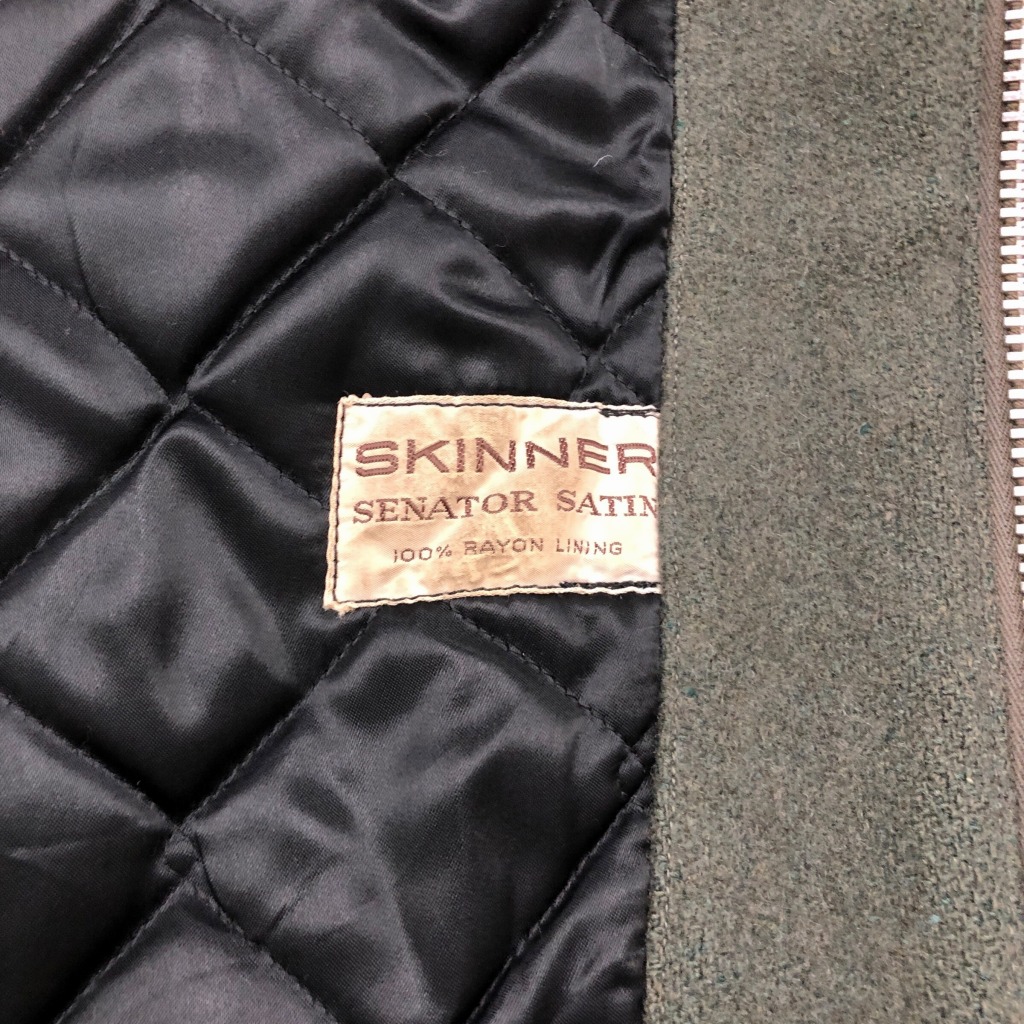 SKINNER
SENATOR SATIN
100% RAYON LINING